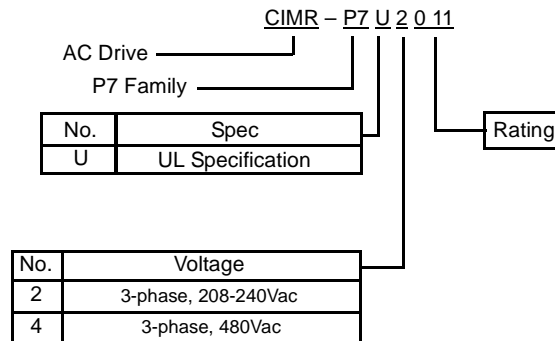 CIMR – P7 U 2 0 11
AC Drive
P7 Family
No. Spec
U UL Specification
Rating
No. Voltage
2 3-phase, 208-240Vac
4 3-phase, 480Vac